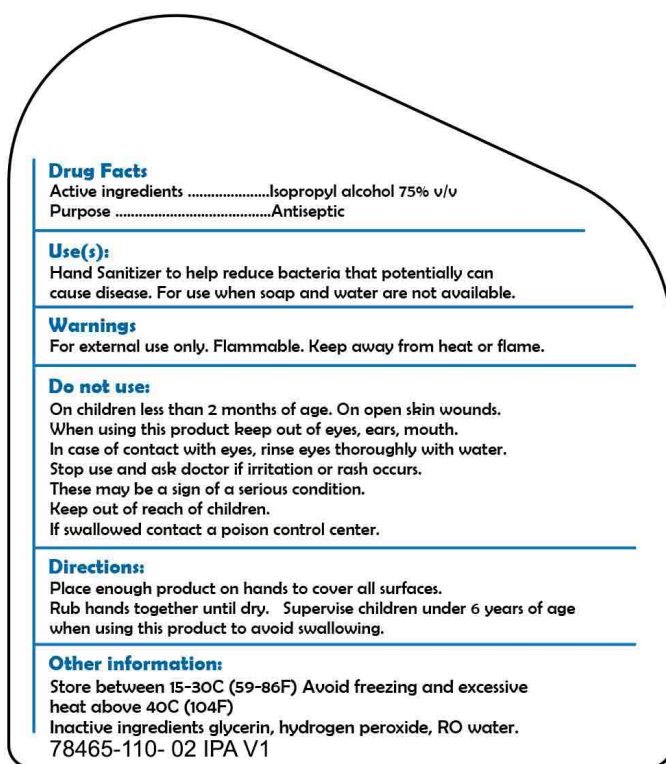 Drug Facts
Active ingredients .....................Isopropyl alcohol 75% v/v
Purpose ........................................Antiseptic
Use(s):
Hand Sanitizer to help reduce bacteria that potentially can
cause disease. For use when soap and water are not available.
Warnings
For external use only. Flammable. Keep away from heat or flame.
Do not use:
On children less than 2 months of age. On open skin wounds.
When using this product keep out of eyes, ears, mouth.
In case of contact with eyes, rinse eyes thoroughly with water.
Stop use and ask doctor if irritation or rash occurs.
These may be a sign of a serious condition.
Keep out of reach of children.
If swallowed contact a poison control center.
Directions:
Place enough product on hands to cover all surfaces.
Rub hands together until dry. Supervise children under 6 years of age
when using this product to avoid swallowing.
Other information:
Store between 15-30C (59-86F) Avoid freezing and excessive
heat above 40C (104F)
Inactive ingredients glycerin, hydrogen peroxide, RO water.
78465-110- 02 IPA V1